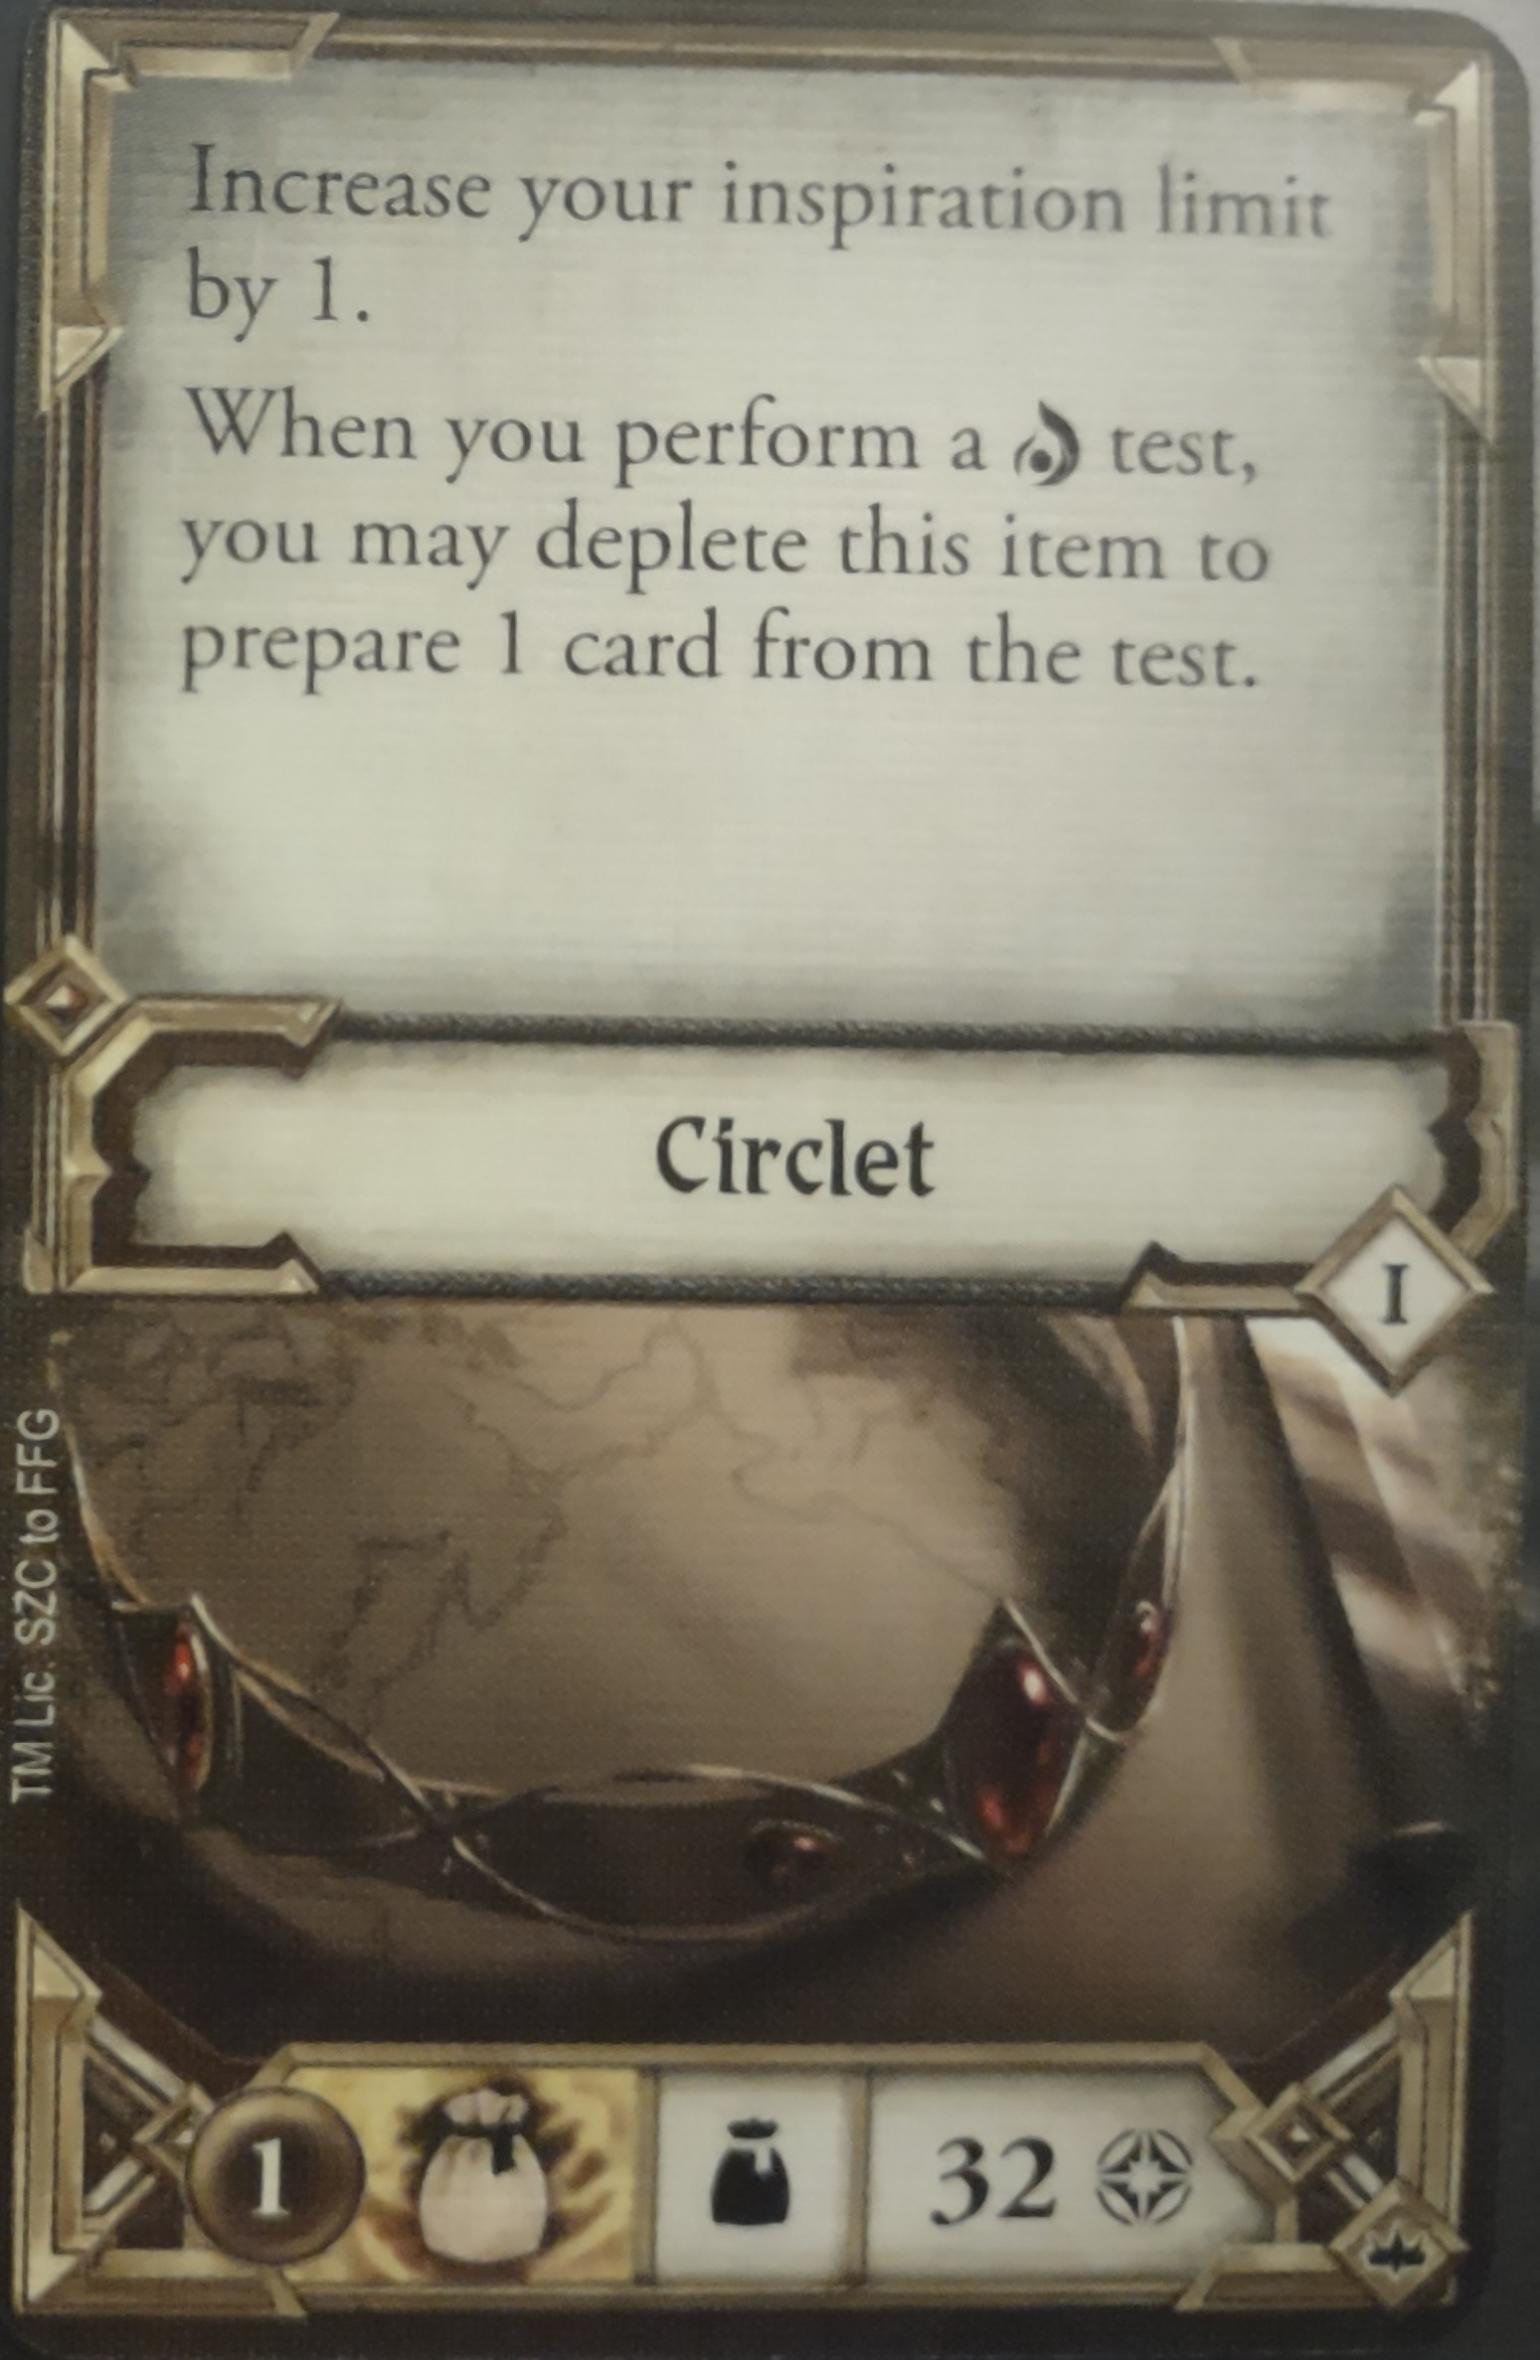 Increase your inspiration limit
by 1.
When you perform a test,
you may deplete this item to
prepare 1 card from the test.
Circlet
I
TM Lic. SZC to FFG
1
32